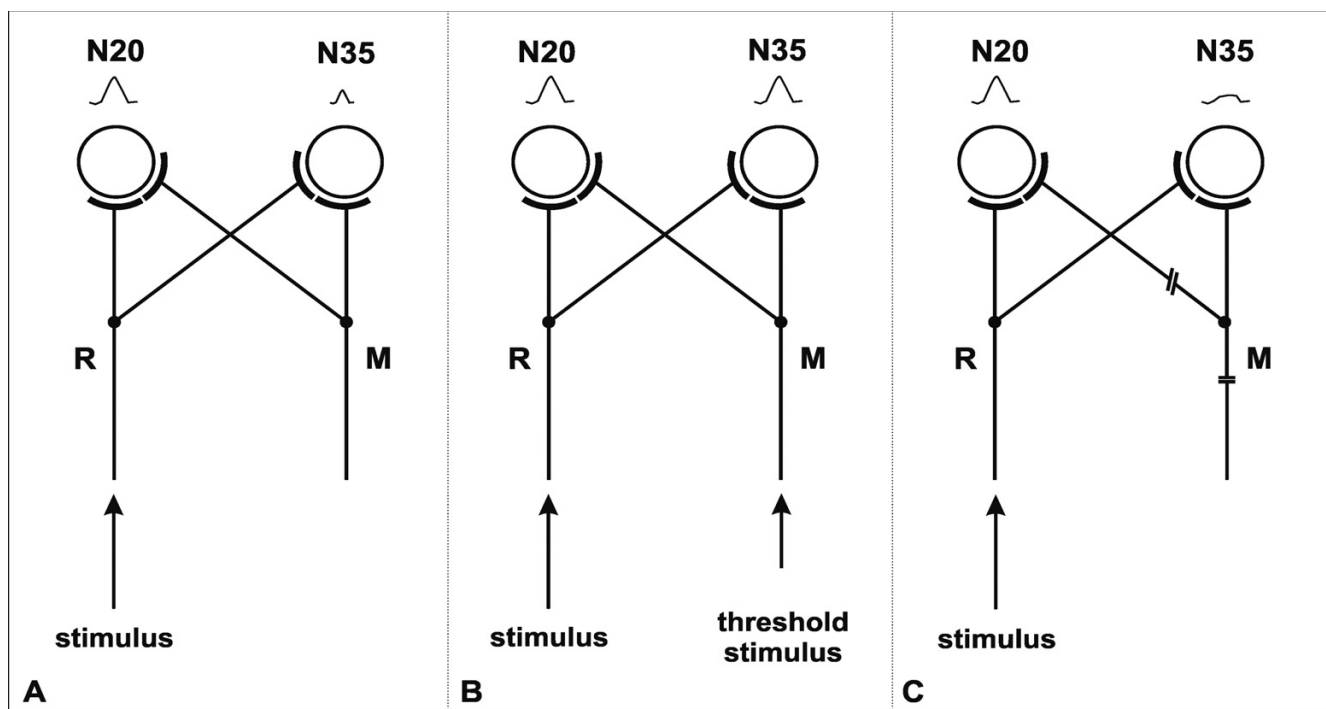 N20 N35
R M
stimulus
A
N20 N35
R M
stimulus
threshold
stimulus
B
N20 N35
R M
stimulus
C